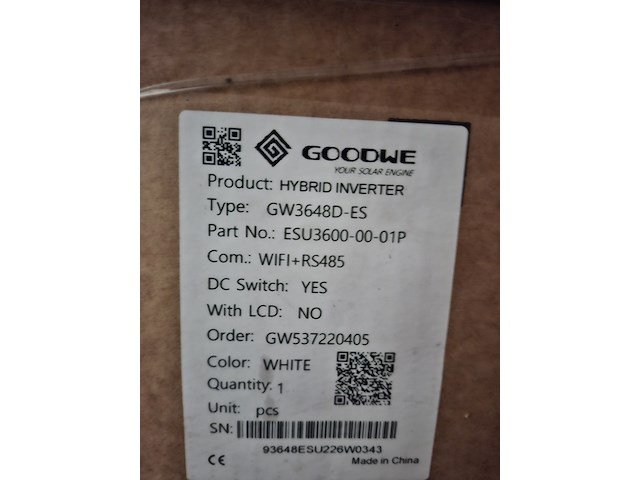 GOODWE
YOUR SOLAR ENGINE
Product: HYBRID INVERTER
Type: GW3648D-ES
Part No.: ESU3600-00-01P
Com.: WIFI+RS485
DC Switch: YES
With LCD: NO
Order: GW537220405
Color: WHITE
Quantity: 1
Unit: pcs
SN:
93648ESU226W0343
CE Made in China